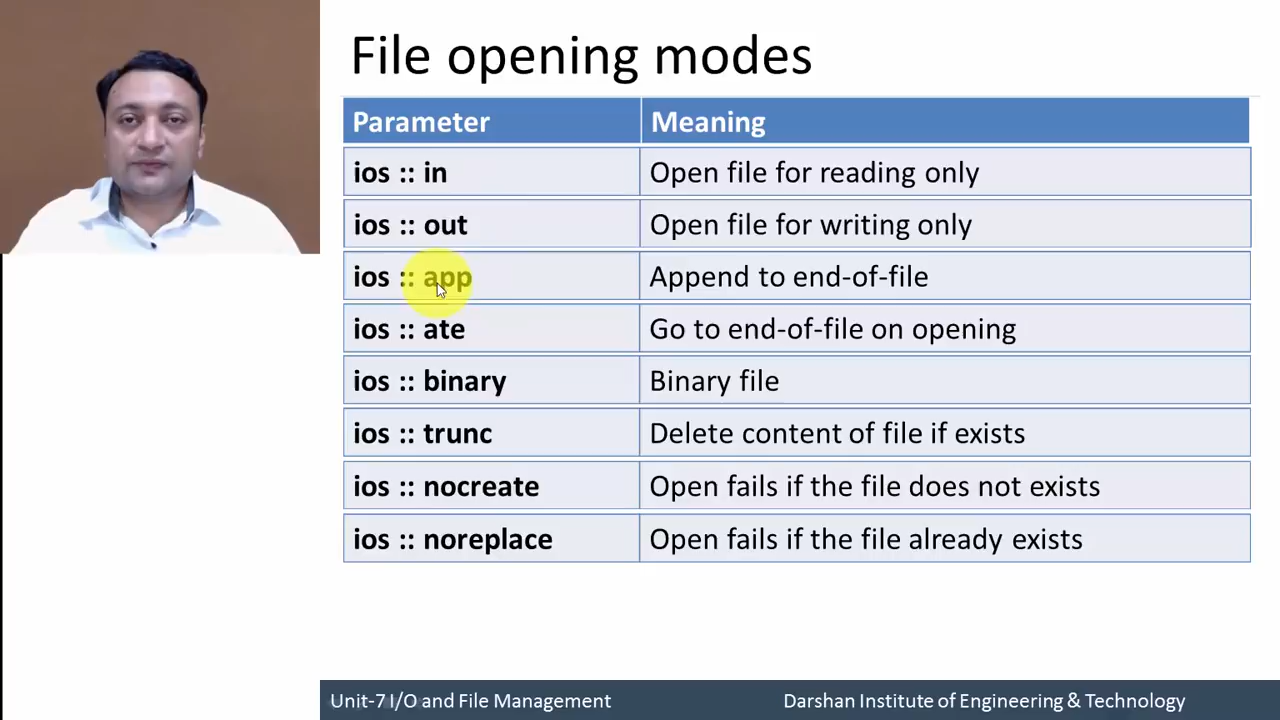 File opening modes
Parameter Meaning
ios :: in Open file for reading only
ios :: out Open file for writing only
ios :: app Append to end-of-file
ios :: ate Go to end-of-file on opening
ios :: binary Binary file
ios :: trunc Delete content of file if exists
ios :: nocreate Open fails if the file does not exists
ios :: noreplace Open fails if the file already exists
Unit-7 I/O and File Management Darshan Institute of Engineering & Technology